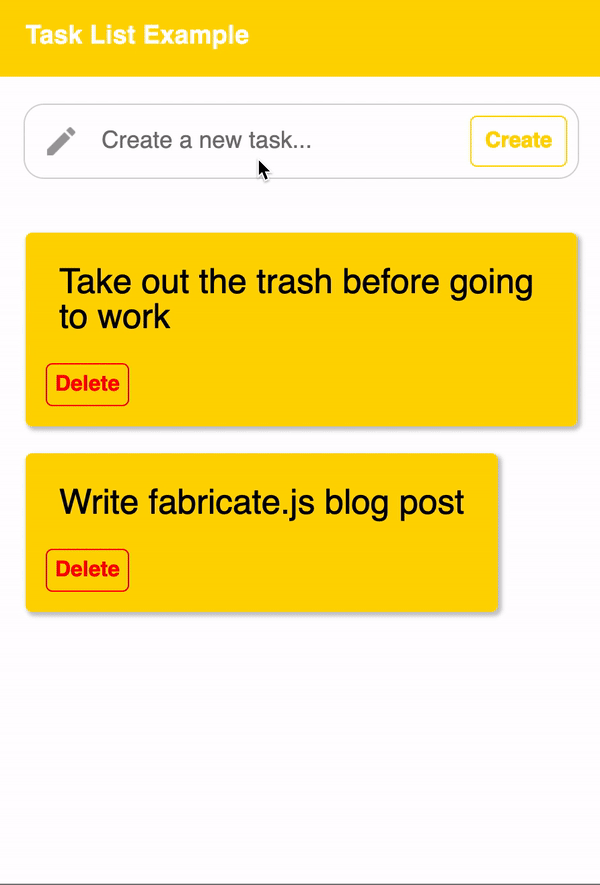 Task List Example
Create a new task...
Create
Take out the trash before going
to work
Delete
Write fabricate.js blog post
Delete